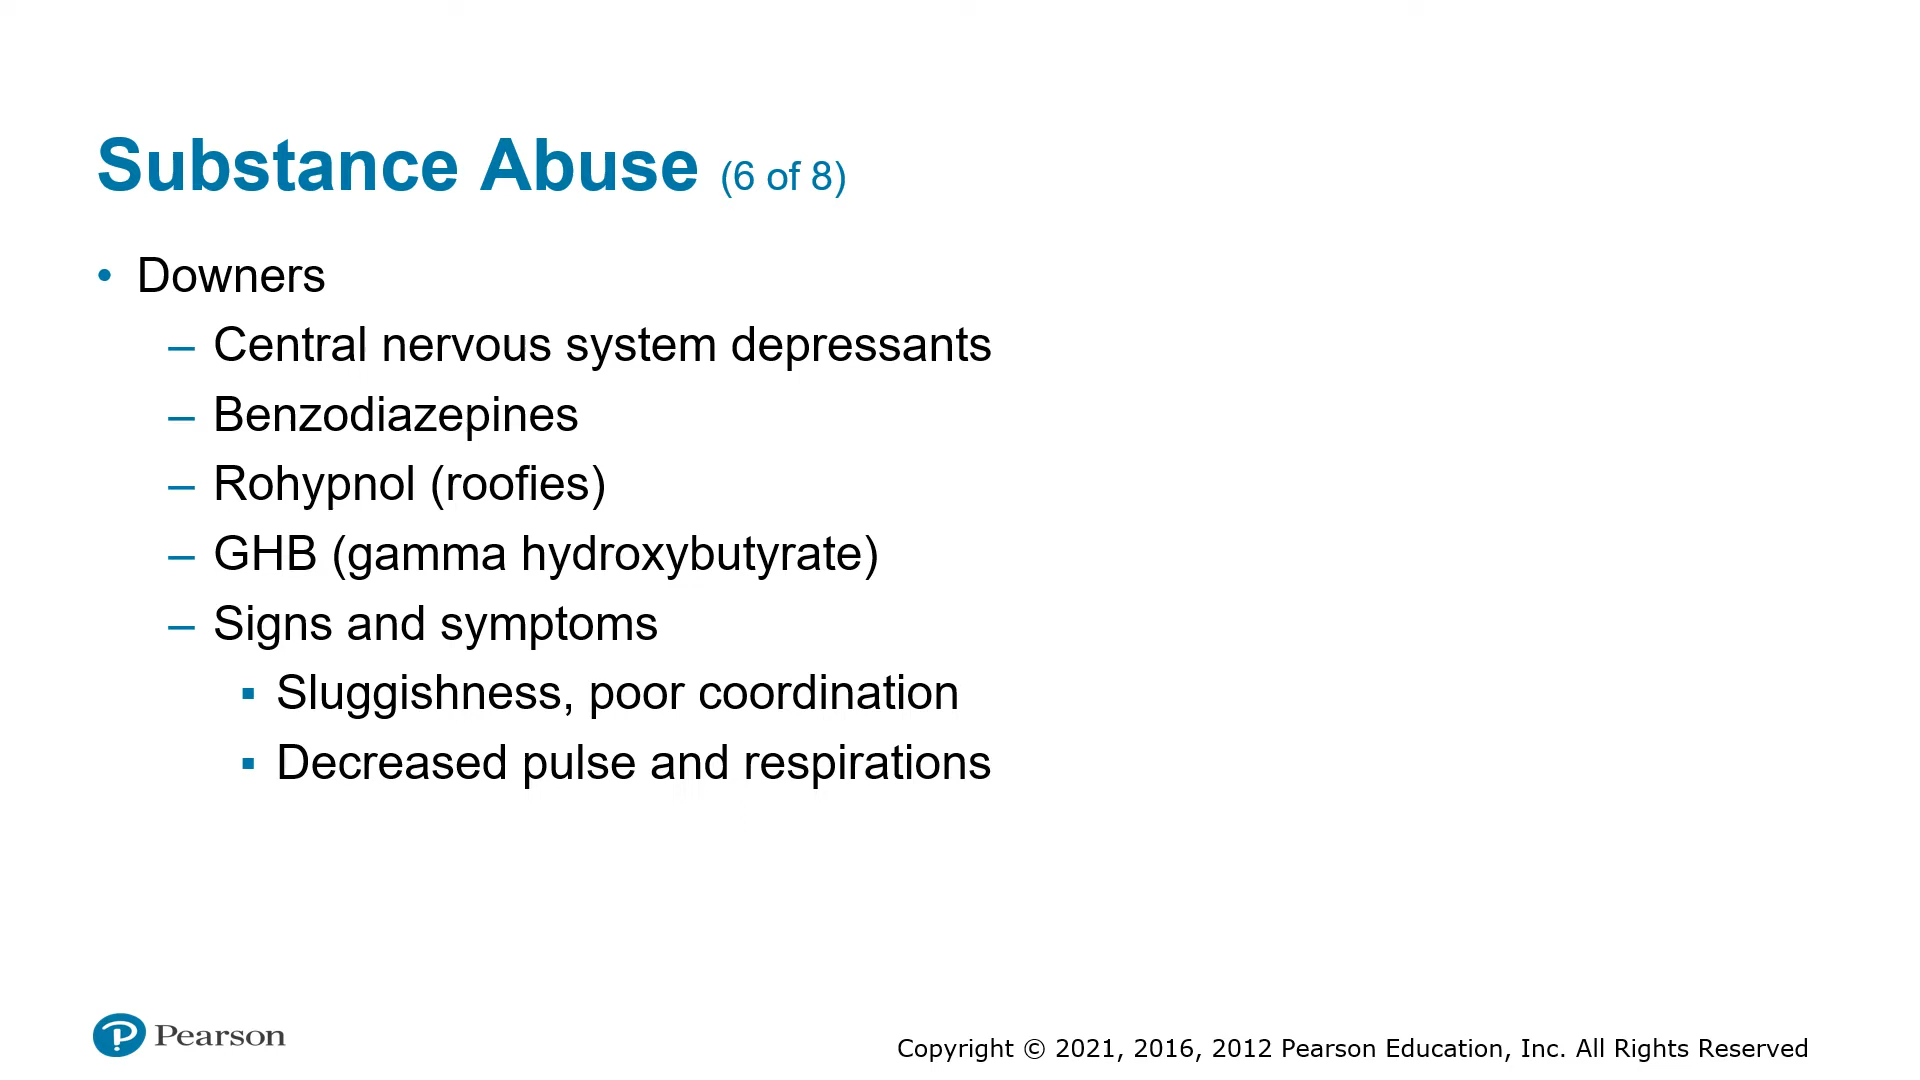 Substance Abuse (6 of 8)
• Downers
– Central nervous system depressants
– Benzodiazepines
– Rohypnol (roofies)
– GHB (gamma hydroxybutyrate)
– Signs and symptoms
▪ Sluggishness, poor coordination
▪ Decreased pulse and respirations
Pearson
Copyright © 2021, 2016, 2012 Pearson Education, Inc. All Rights Reserved